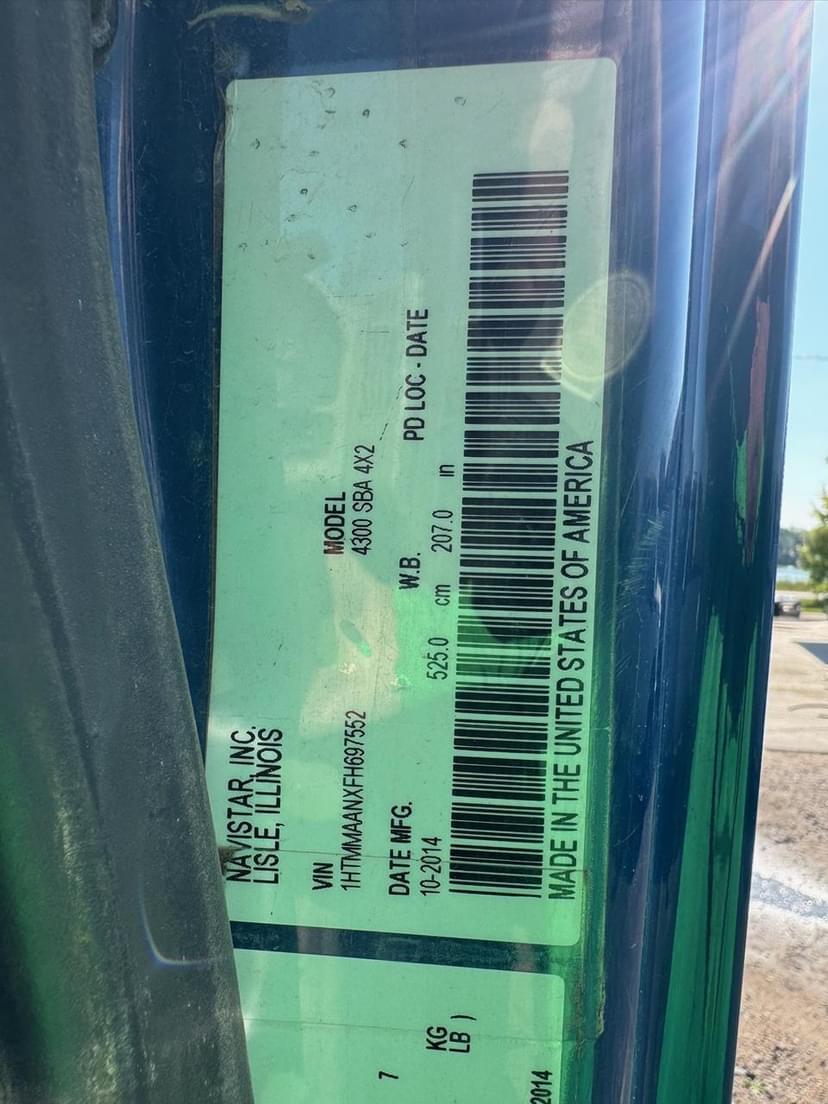 NAVISTAR, INC.
LISLE, ILLINOIS
VIN
1HTMMAANXFH697552
MODEL
4300 SBA 4X2
DATE MFG.
10-2014
W.B.
525.0 cm 207.0 in
PD LOC - DATE
MADE IN THE UNITED STATES OF AMERICA
7
KG
LB )
2014